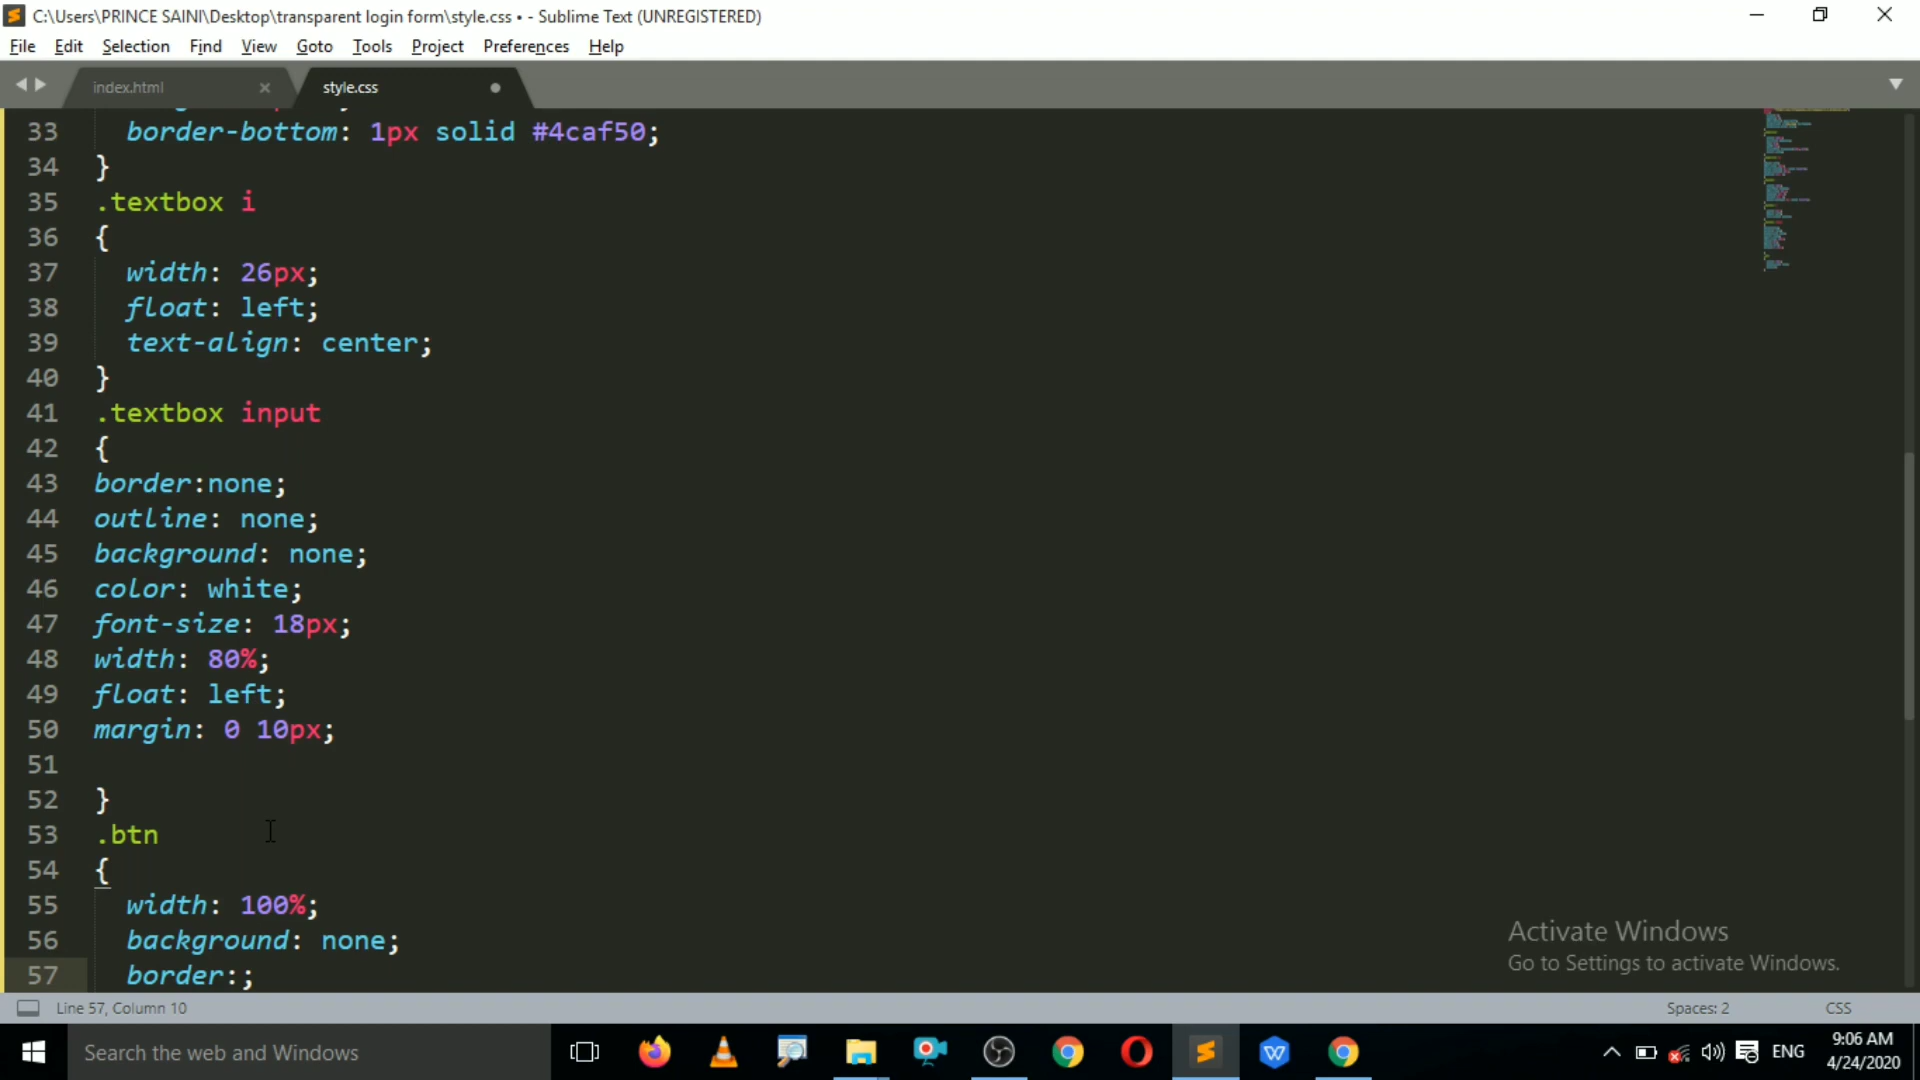 C:\Users\PRINCE SAINI\Desktop\transparent login form\style.css • - Sublime Text (UNREGISTERED)
File Edit Selection Find View Goto Tools Project Preferences Help
index.html style.css
33 border-bottom: 1px solid #4caf50;
34 }
35 .textbox i
36 {
37 width: 26px;
38 float: left;
39 text-align: center;
40 }
41 .textbox input
42 {
43 border:none;
44 outline: none;
45 background: none;
46 color: white;
47 font-size: 18px;
48 width: 80%;
49 float: left;
50 margin: 0 10px;
51
52 }
53 .btn
54 {
55 width: 100%;
56 background: none;
57 border:;
Activate Windows
Go to Settings to activate Windows.
Line 57, Column 10 Spaces: 2 CSS
Search the web and Windows
ENG
9:06 AM
4/24/2020